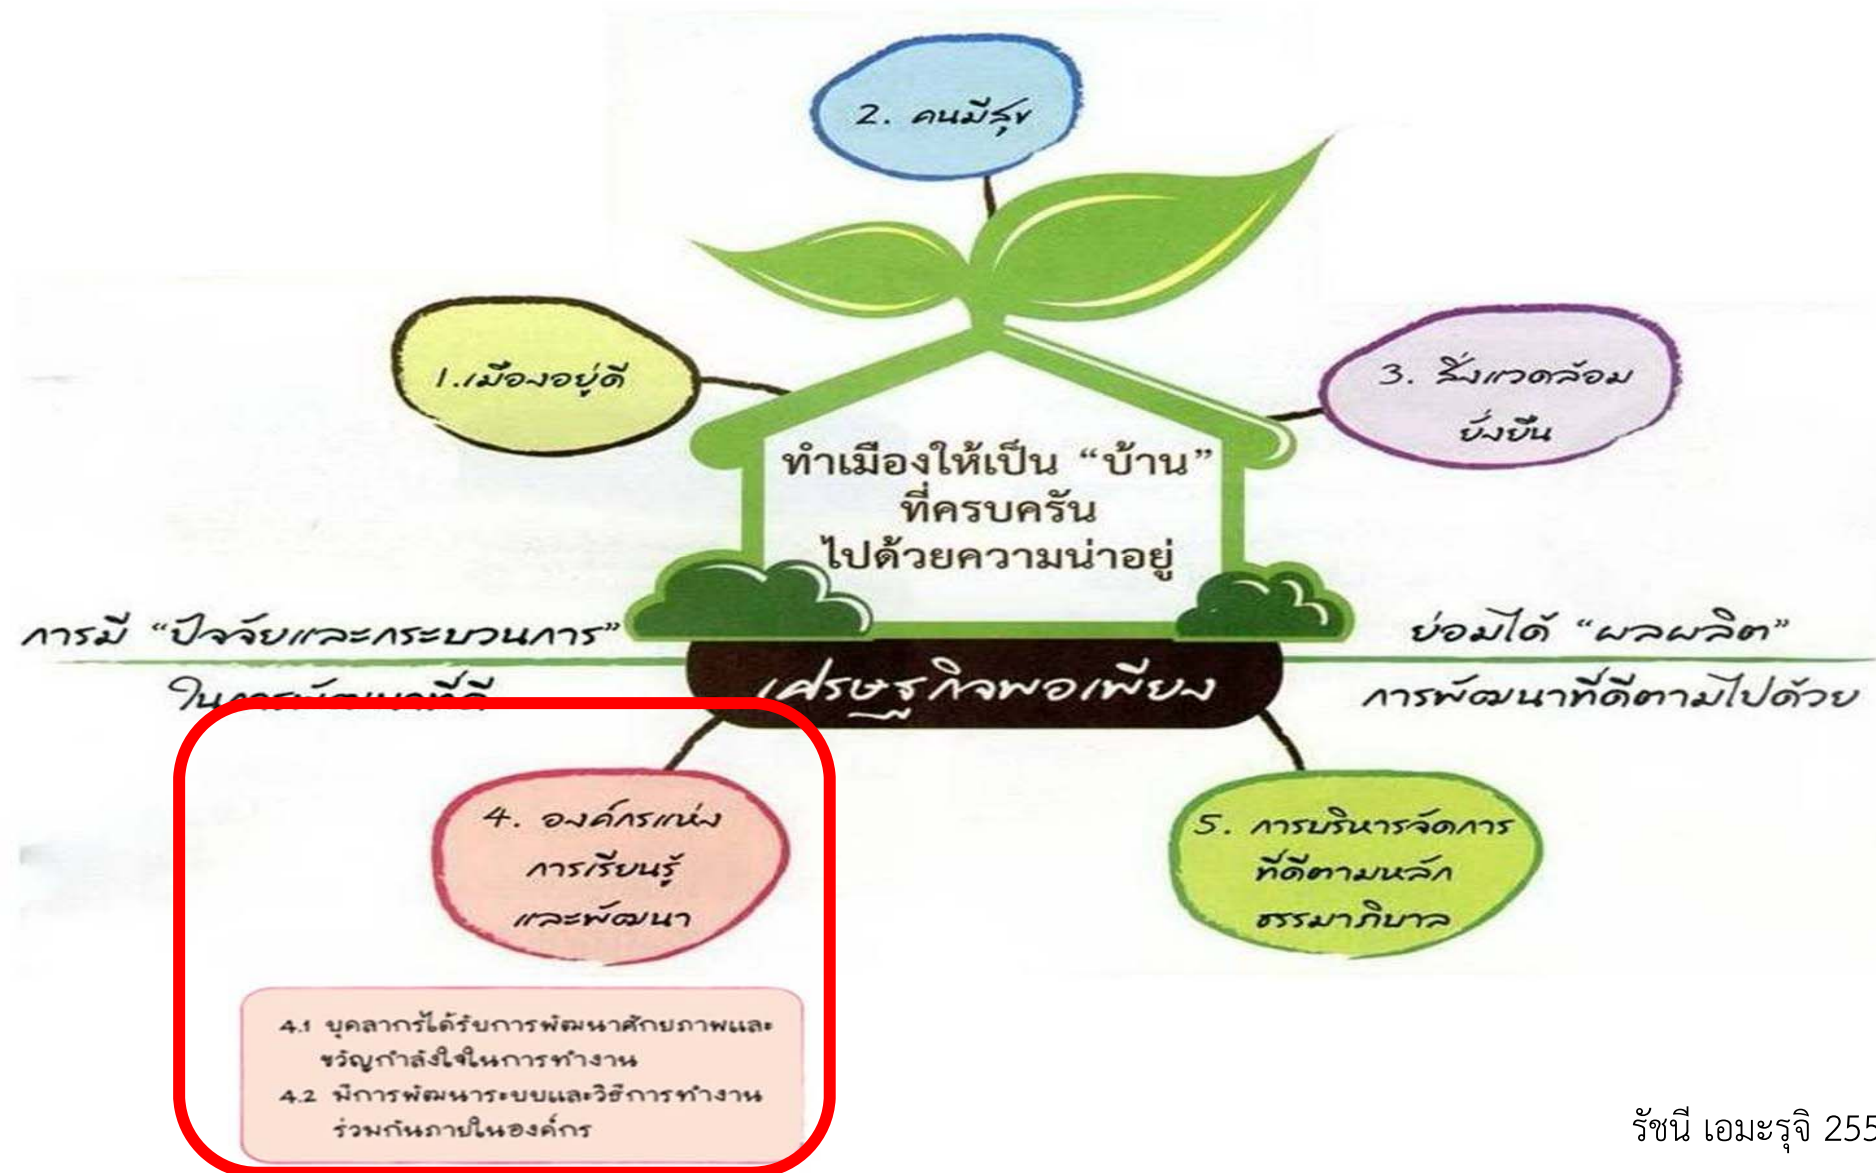 2. คนมีสุข
1. เมืองอยู่ดี
3. สิ่งแวดล้อม
ยั่งยืน
ทำเมืองให้เป็น “บ้าน”
ที่ครบครัน
ไปด้วยความน่าอยู่
การมี “ปัจจัยและกระบวนการ”
ในการพัฒนาที่ดี
เศรษฐกิจพอเพียง
ย่อมได้ “ผลผลิต”
การพัฒนาที่ดีตามไปด้วย
4. องค์กรแห่ง
การเรียนรู้
และพัฒนา
5. การบริหารจัดการ
ที่ดีตามหลัก
ธรรมาภิบาล
4.1 บุคลากรได้รับการพัฒนาศักยภาพและ
ขวัญกำลังใจในการทำงาน
4.2 มีการพัฒนาระบบและวิธีการทำงาน
ร่วมกันภายในองค์กร
รัชนี เอมะรุจิ 255